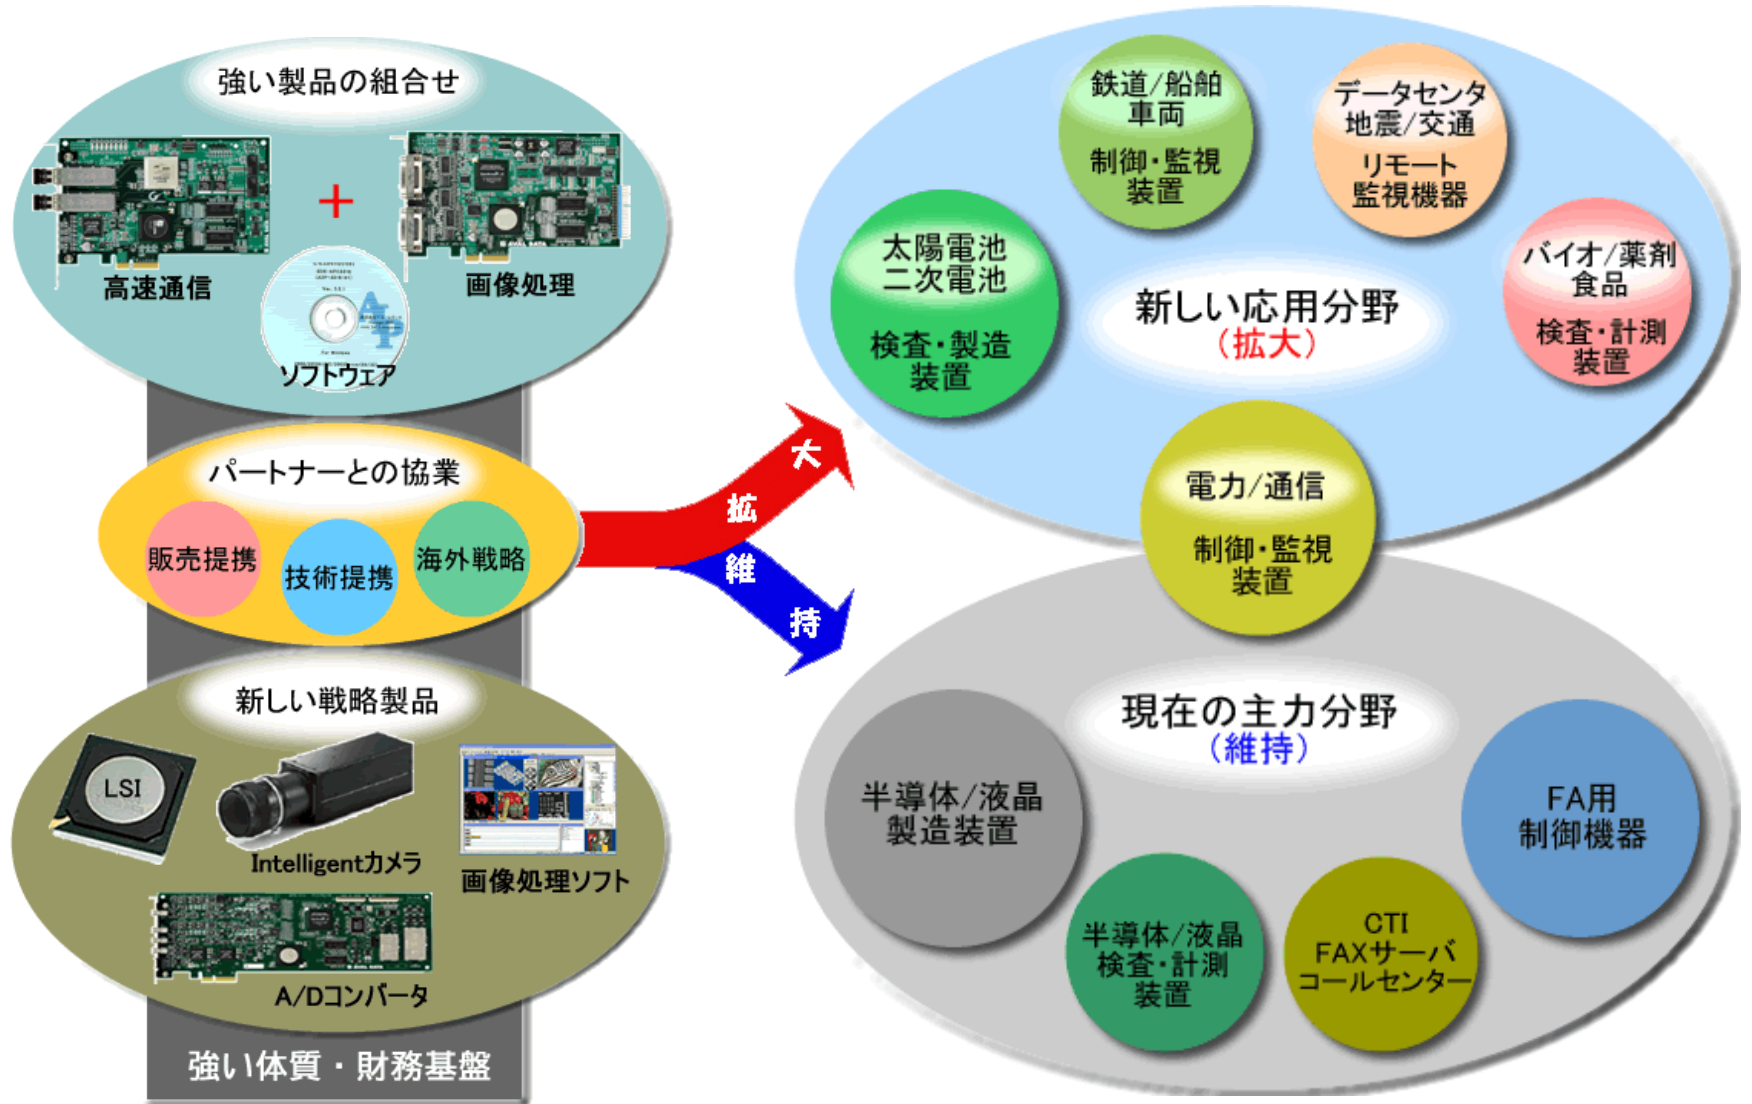 強い製品の組合せ
高速通信
+
画像処理
AVAL DATA
AIP
ソフトウェア
パートナーとの協業
販売提携
技術提携
海外戦略
新しい戦略製品
LSI
Intelligentカメラ
画像処理ソフト
A/Dコンバータ
強い体質・財務基盤
拡大
維持
新しい応用分野
(拡大)
太陽電池
二次電池
検査・製造
装置
鉄道/船舶
車両
制御・監視
装置
データセンタ
地震/交通
リモート
監視機器
バイオ/薬剤
食品
検査・計測
装置
電力/通信
制御・監視
装置
現在の主力分野
(維持)
半導体/液晶
製造装置
半導体/液晶
検査・計測
装置
CTI
FAXサーバ
コールセンター
FA用
制御機器